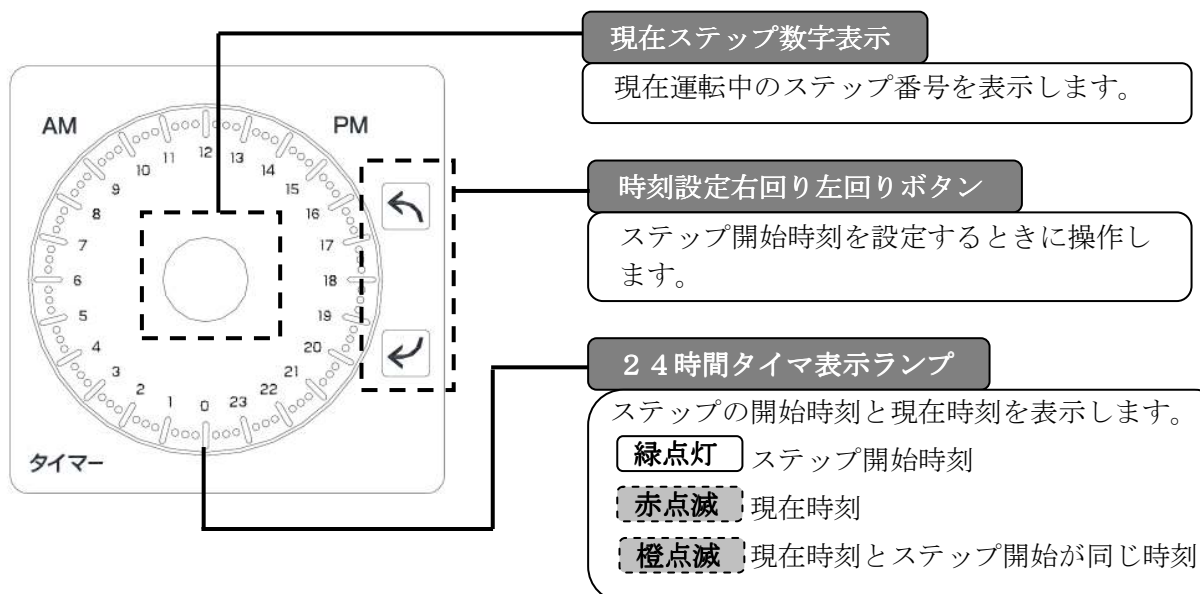 現在ステップ数字表示
現在運転中のステップ番号を表示します。
時刻設定右回り左回りボタン
ステップ開始時刻を設定するときに操作し
ます。
２４時間タイマ表示ランプ
ステップの開始時刻と現在時刻を表示します。
緑点灯 ステップ開始時刻
赤点滅 現在時刻
橙点滅 現在時刻とステップ開始が同じ時刻
AM
PM
12
13
14
15
16
17
18
19
20
21
22
23
0
1
2
3
4
5
6
7
8
9
10
11
タイマー